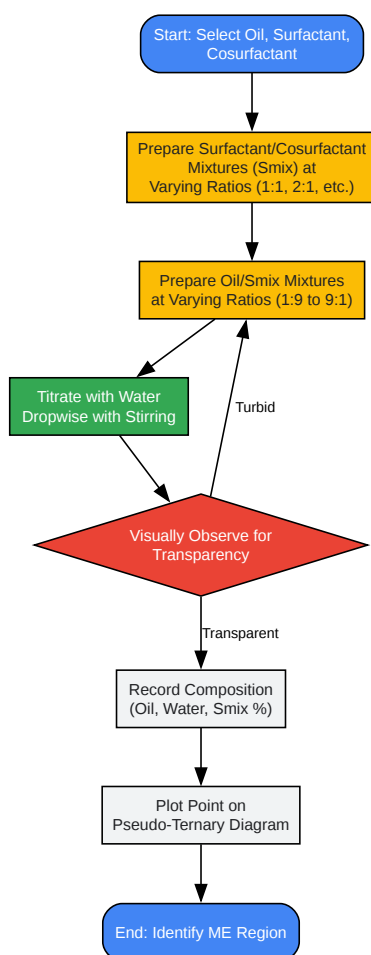 Start: Select Oil, Surfactant,
Cosurfactant
Prepare Surfactant/Cosurfactant
Mixtures (Smix) at
Varying Ratios (1:1, 2:1, etc.)
Prepare Oil/Smix Mixtures
at Varying Ratios (1:9 to 9:1)
Titrate with Water
Dropwise with Stirring
Turbid
Visually Observe for
Transparency
Transparent
Record Composition
(Oil, Water, Smix %)
Plot Point on
Pseudo-Ternary Diagram
End: Identify ME Region